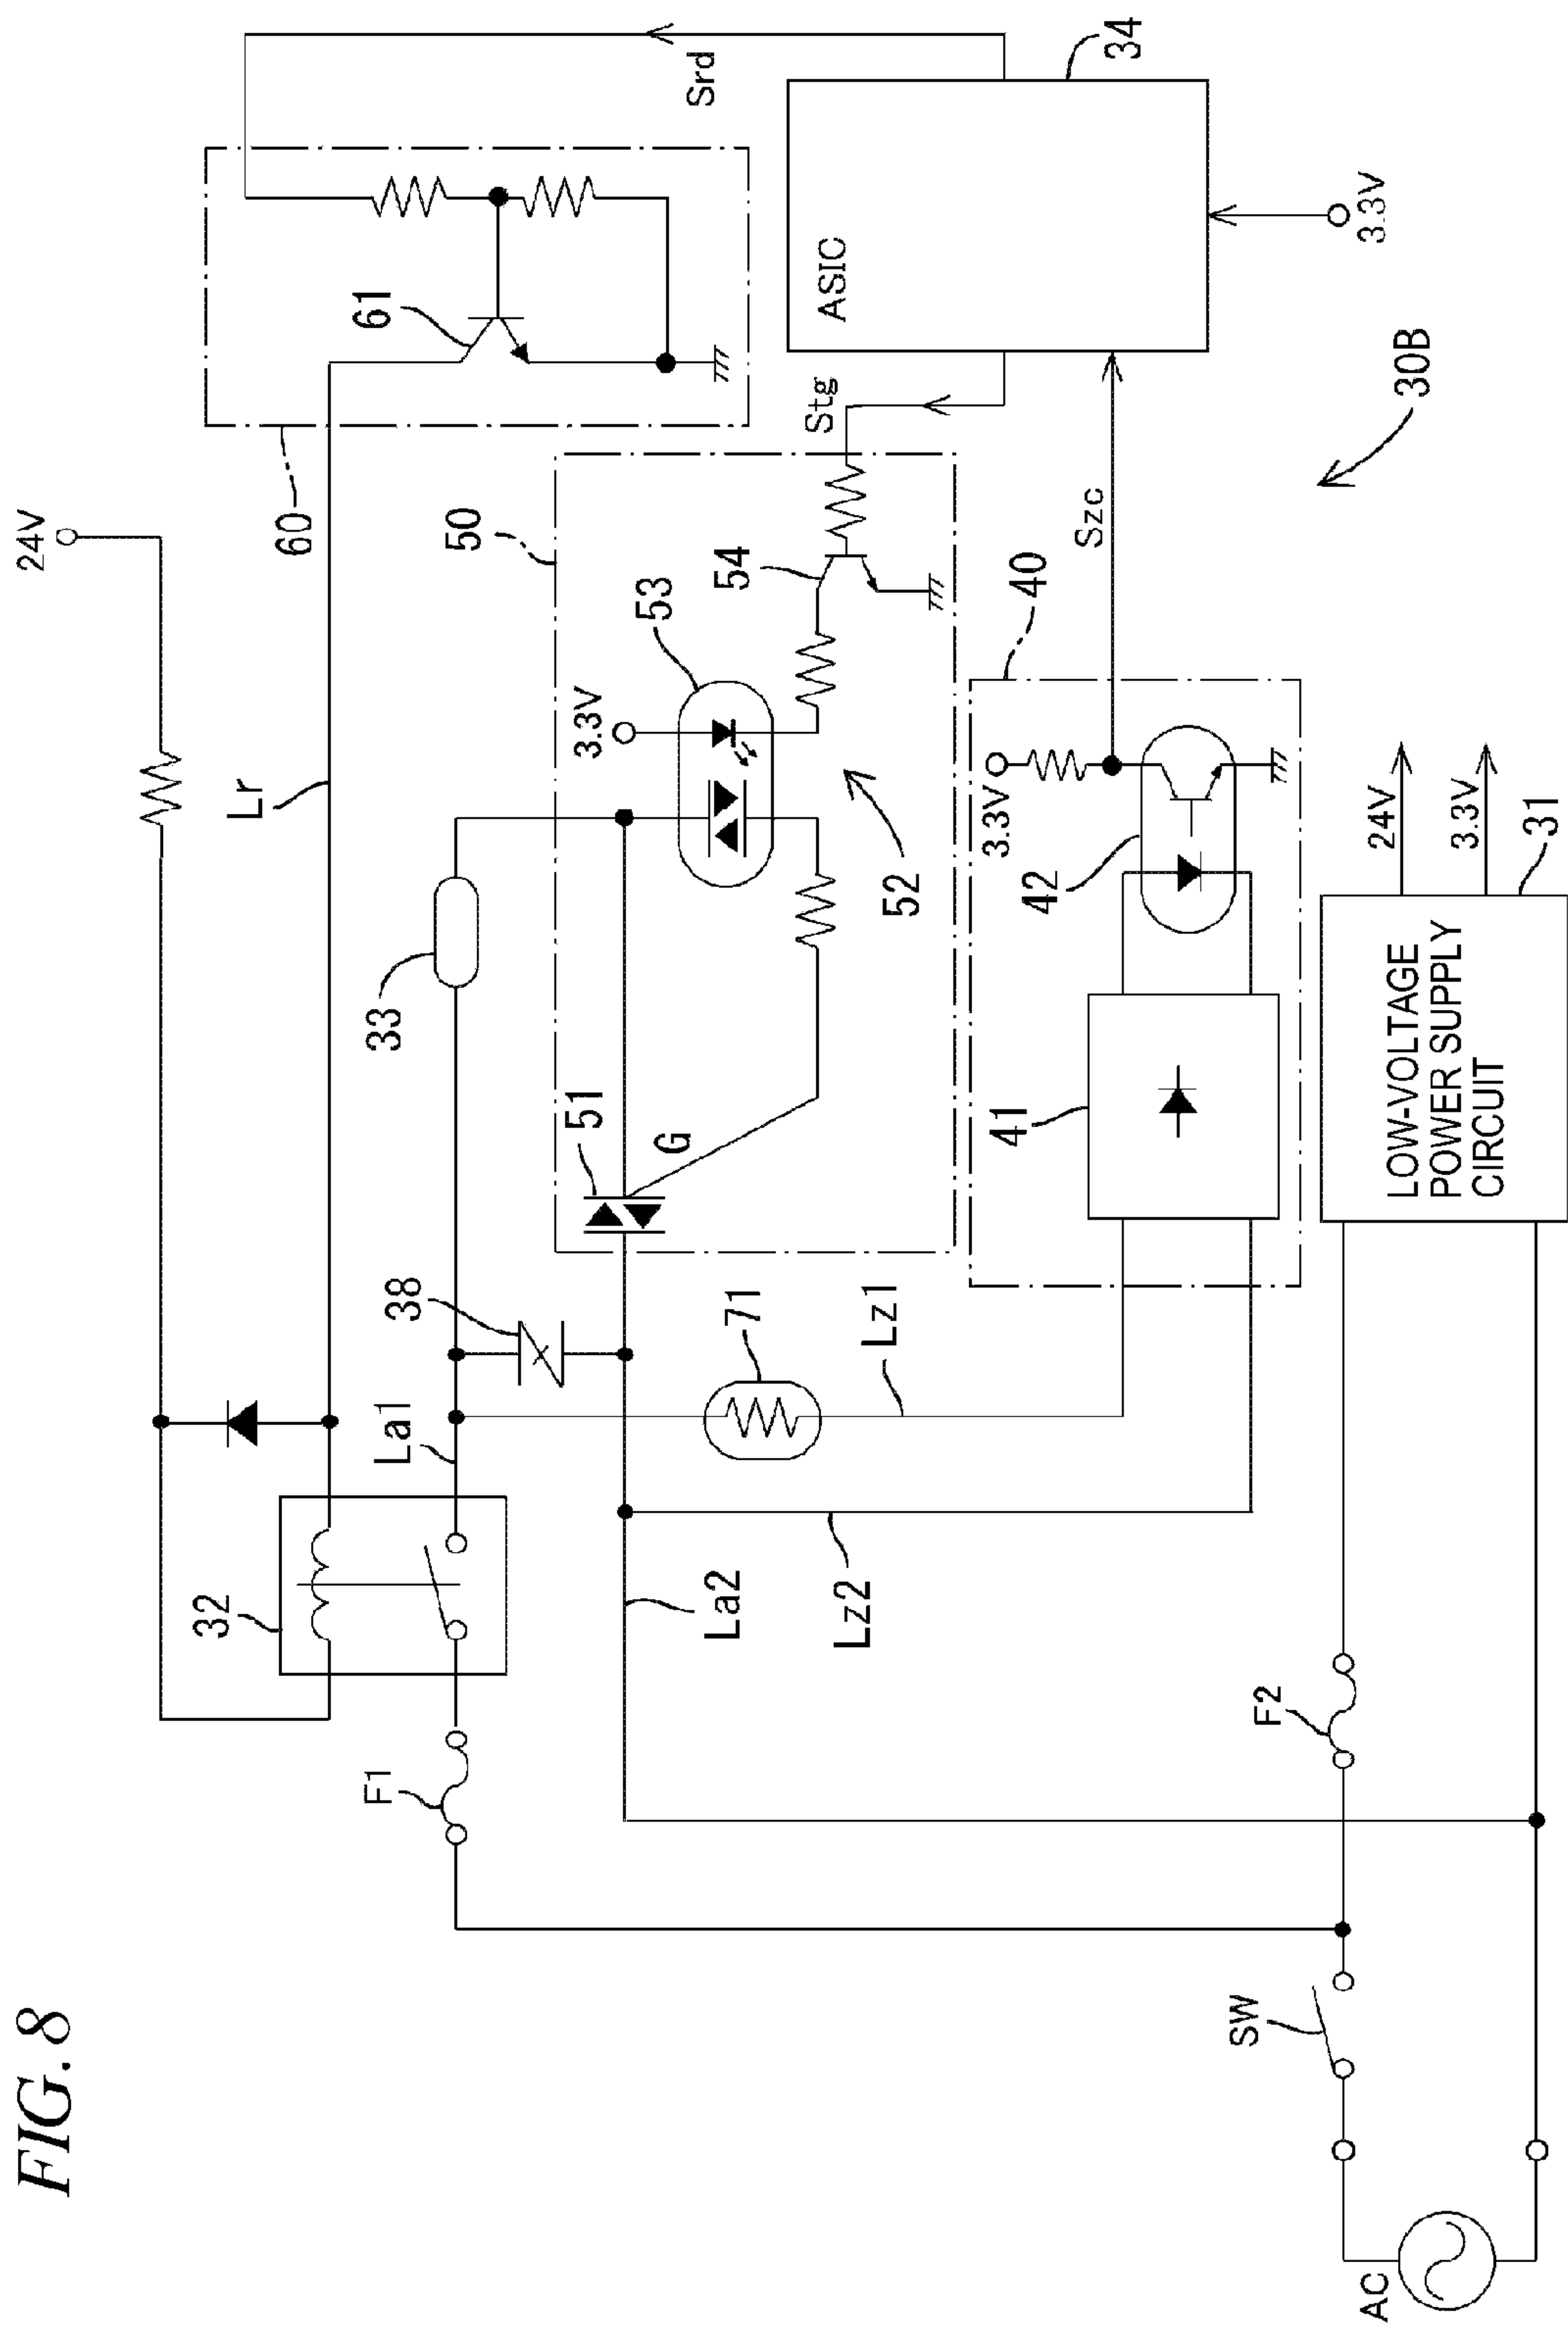 FIG. 8
24V
60
61
Srd
34
ASIC
3.3V
Lr
50
Stg
54
53
3.3V
52
33
51
G
40
Szc
30B
3.3V
42
41
24V
3.3V
31
LOW-VOLTAGE
POWER SUPPLY
CIRCUIT
38
71
Lz1
La1
32
La2
Lz2
F1
F2
SW
AC